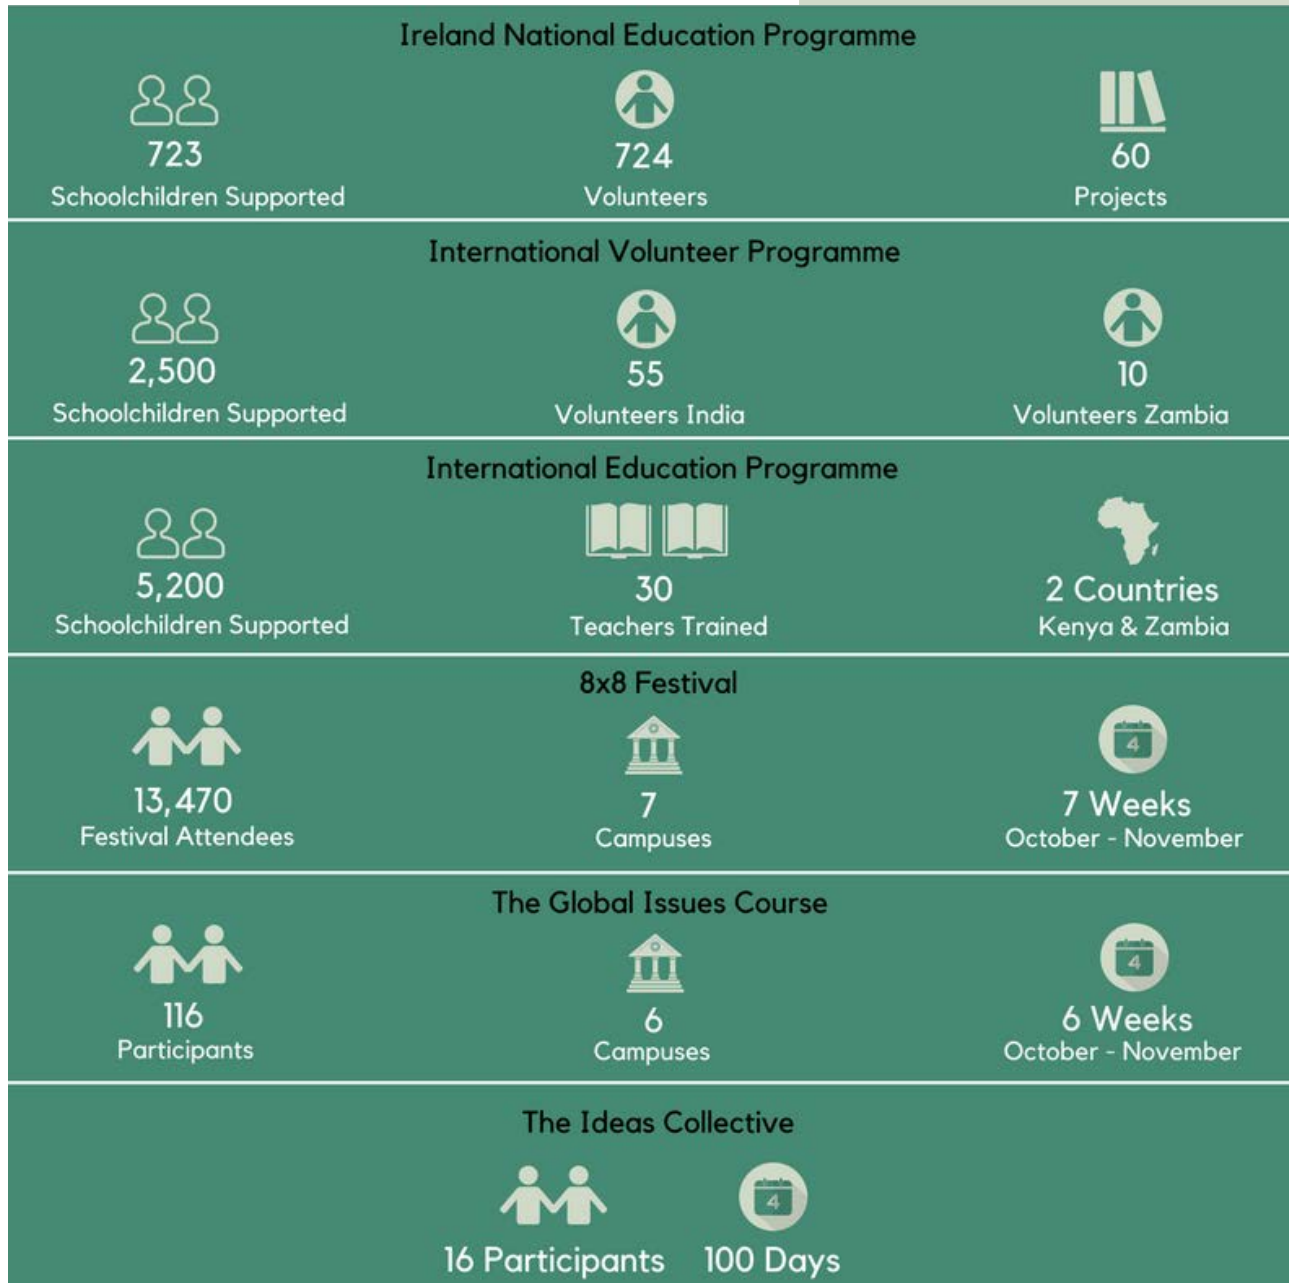 Ireland National Education Programme
723 724 60
Schoolchildren Supported Volunteers Projects
International Volunteer Programme
2,500 55 10
Schoolchildren Supported Volunteers India Volunteers Zambia
International Education Programme
5,200 30 2 Countries
Schoolchildren Supported Teachers Trained Kenya & Zambia
8x8 Festival
4
13,470 7 7 Weeks
Festival Attendees Campuses October - November
The Global Issues Course
4
116 6 6 Weeks
Participants Campuses October - November
The Ideas Collective
4
16 Participants 100 Days